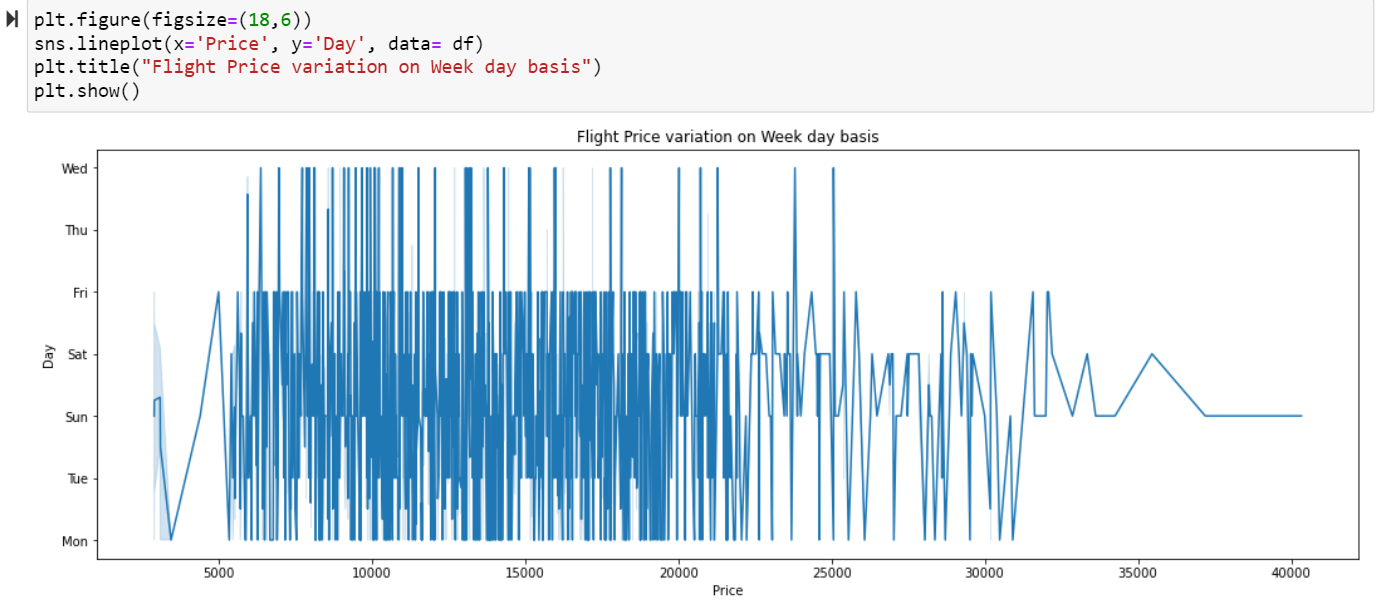 plt.figure(figsize=(18,6))
sns.lineplot(x='Price', y='Day', data= df)
plt.title("Flight Price variation on Week day basis")
plt.show()
Flight Price variation on Week day basis
Wed
Thu
Fri
Sat
Sun
Tue
Mon
Day
5000 10000 15000 20000 25000 30000 35000 40000
Price